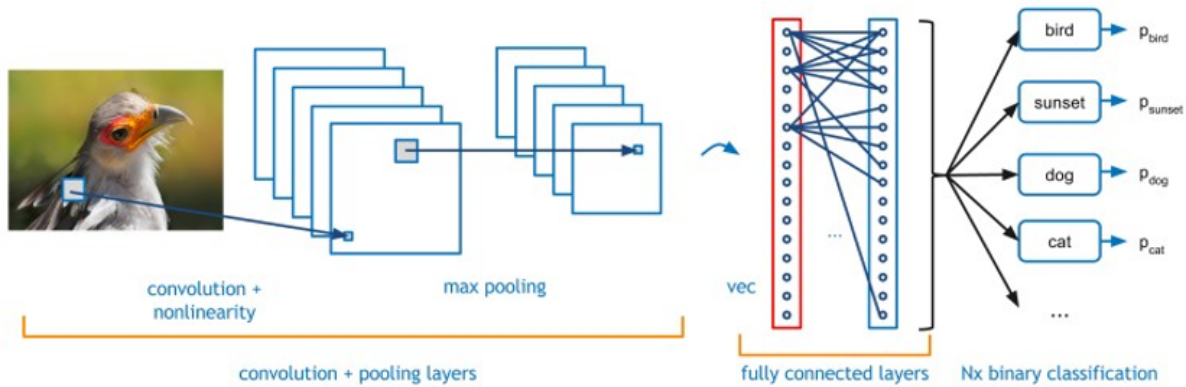 bird
p_bird
sunset
p_sunset
dog
p_dog
cat
p_cat
...
...
convolution +
nonlinearity
max pooling
vec
convolution + pooling layers
fully connected layers
Nx binary classification